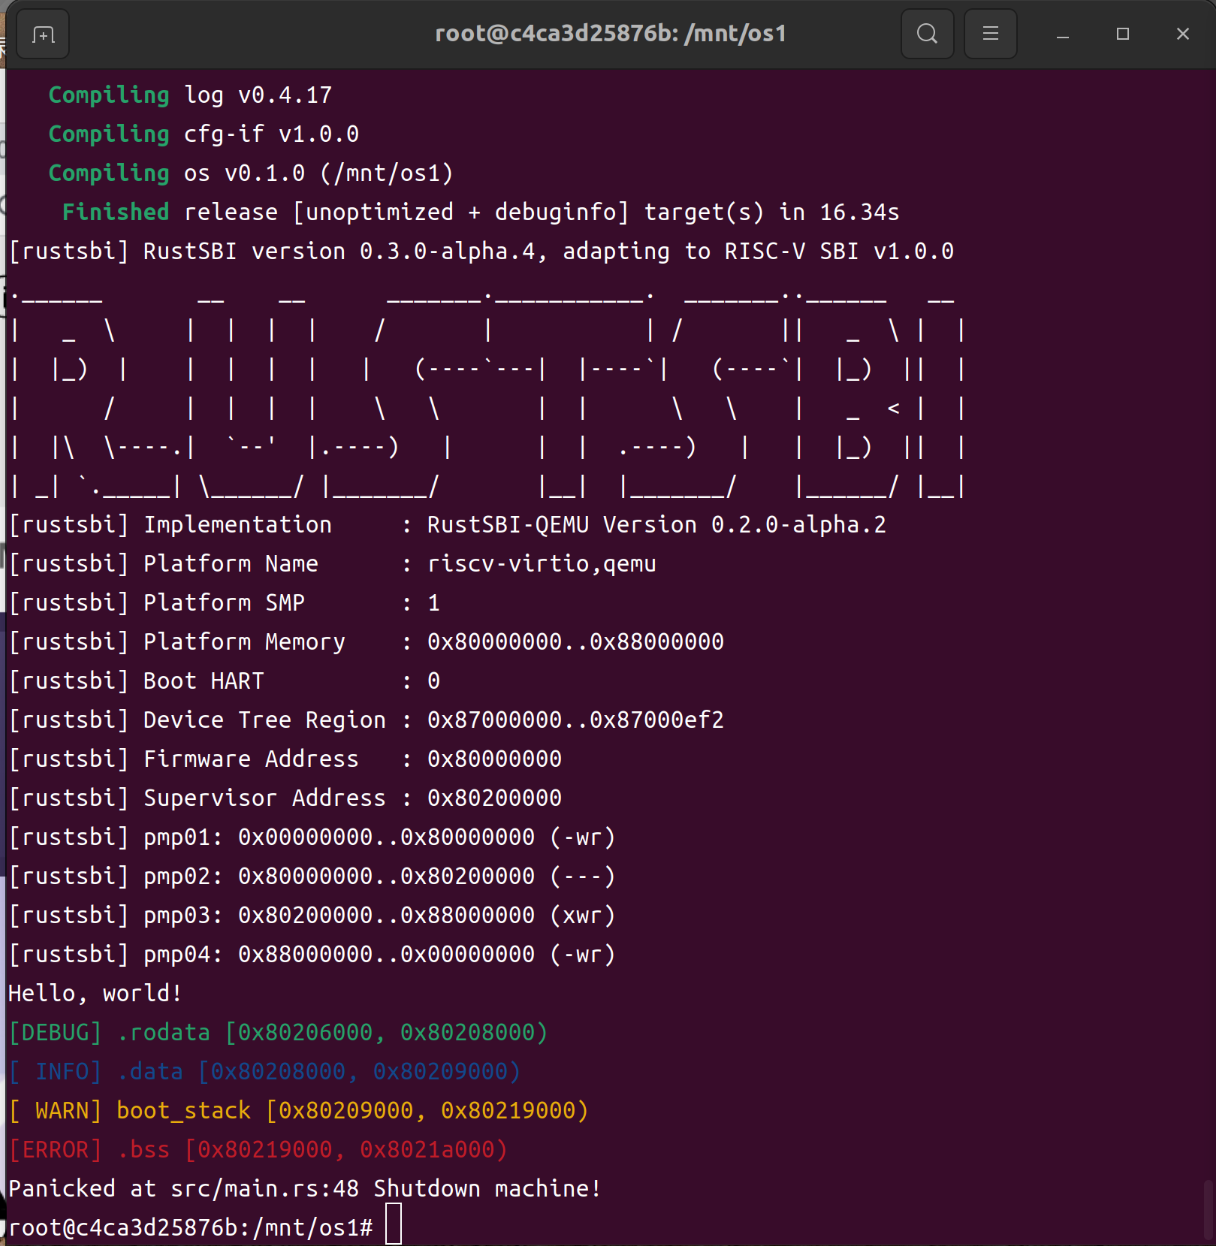 root@c4ca3d25876b: /mnt/os1
   Compiling log v0.4.17
   Compiling cfg-if v1.0.0
   Compiling os v0.1.0 (/mnt/os1)
    Finished release [unoptimized + debuginfo] target(s) in 16.34s
[rustsbi] RustSBI version 0.3.0-alpha.4, adapting to RISC-V SBI v1.0.0
.______       __    __      _______.___________.  _______..______   __
|   _  \     |  |  |  |    /       |           | /       ||   _  \ |  |
|  |_)  |    |  |  |  |   |   (----`---|  |----`|   (----`|  |_)  ||  |
|      /     |  |  |  |    \   \       |  |      \   \    |   _  < |  |
|  |\  \----.|  `--'  |.----)   |      |  |  .----)   |   |  |_)  ||  |
| _| `._____| \______/ |_______/       |__|  |_______/    |______/ |__|
[rustsbi] Implementation     : RustSBI-QEMU Version 0.2.0-alpha.2
[rustsbi] Platform Name      : riscv-virtio,qemu
[rustsbi] Platform SMP       : 1
[rustsbi] Platform Memory    : 0x80000000..0x88000000
[rustsbi] Boot HART          : 0
[rustsbi] Device Tree Region : 0x87000000..0x87000ef2
[rustsbi] Firmware Address   : 0x80000000
[rustsbi] Supervisor Address : 0x80200000
[rustsbi] pmp01: 0x00000000..0x80000000 (-wr)
[rustsbi] pmp02: 0x80000000..0x80200000 (---)
[rustsbi] pmp03: 0x80200000..0x88000000 (xwr)
[rustsbi] pmp04: 0x88000000..0x00000000 (-wr)
Hello, world!
[DEBUG] .rodata [0x80206000, 0x80208000)
[ INFO] .data [0x80208000, 0x80209000)
[ WARN] boot_stack [0x80209000, 0x80219000)
[ERROR] .bss [0x80219000, 0x8021a000)
Panicked at src/main.rs:48 Shutdown machine!
root@c4ca3d25876b:/mnt/os1#